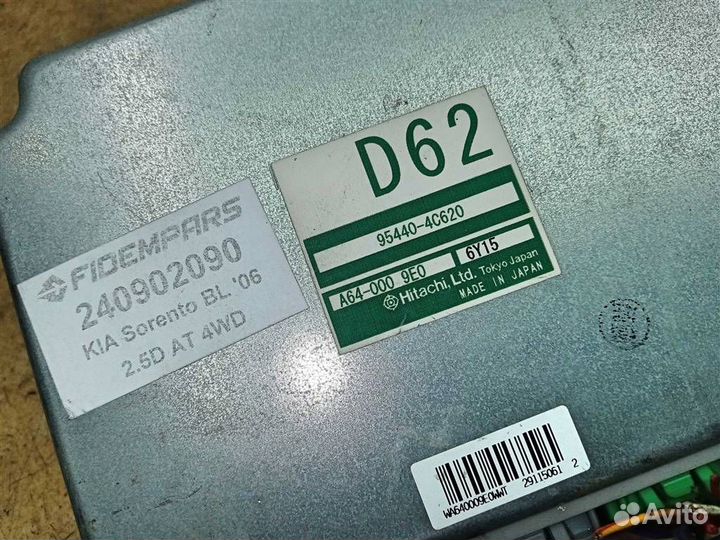 D62
95440-4C620
A64-000 9E0 6Y15
Hitachi, Ltd. Tokyo Japan
MADE IN JAPAN
FIDEMPARS
240902090
KIA Sorento BL '06
2.5D AT 4WD
WA640009E0WWT 29115061 2
Avito